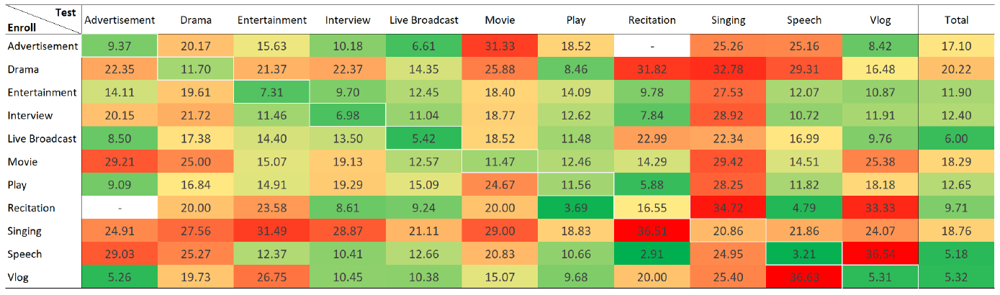 Test
Enroll Advertisement Drama Entertainment Interview Live Broadcast Movie Play Recitation Singing Speech Vlog Total
Advertisement 9.37 20.17 15.63 10.18 6.61 31.33 18.52 - 25.26 25.16 8.42 17.10
Drama 22.35 11.70 21.37 22.37 14.35 25.88 8.46 31.82 32.78 29.31 16.48 20.22
Entertainment 14.11 19.61 7.31 9.70 12.45 18.40 14.09 9.78 27.53 12.07 10.87 11.90
Interview 20.15 21.72 11.46 6.98 11.04 18.77 12.62 7.84 28.92 10.72 11.91 12.40
Live Broadcast 8.50 17.38 14.40 13.50 5.42 18.52 11.48 22.99 22.34 16.99 9.76 6.00
Movie 29.21 25.00 15.07 19.13 12.57 11.47 12.46 14.29 29.42 14.51 25.38 18.29
Play 9.09 16.84 14.91 19.29 15.09 24.67 11.56 5.88 28.25 11.82 18.18 12.65
Recitation - 20.00 23.58 8.61 9.24 20.00 3.69 16.55 34.72 4.79 33.33 9.71
Singing 24.91 27.56 31.49 28.87 21.11 29.00 18.83 36.51 20.86 21.86 24.07 18.76
Speech 29.03 25.27 12.37 10.41 12.66 20.83 10.66 2.91 24.95 3.21 36.54 5.18
Vlog 5.26 19.73 26.75 10.45 10.38 15.07 9.68 20.00 25.40 36.63 5.31 5.32